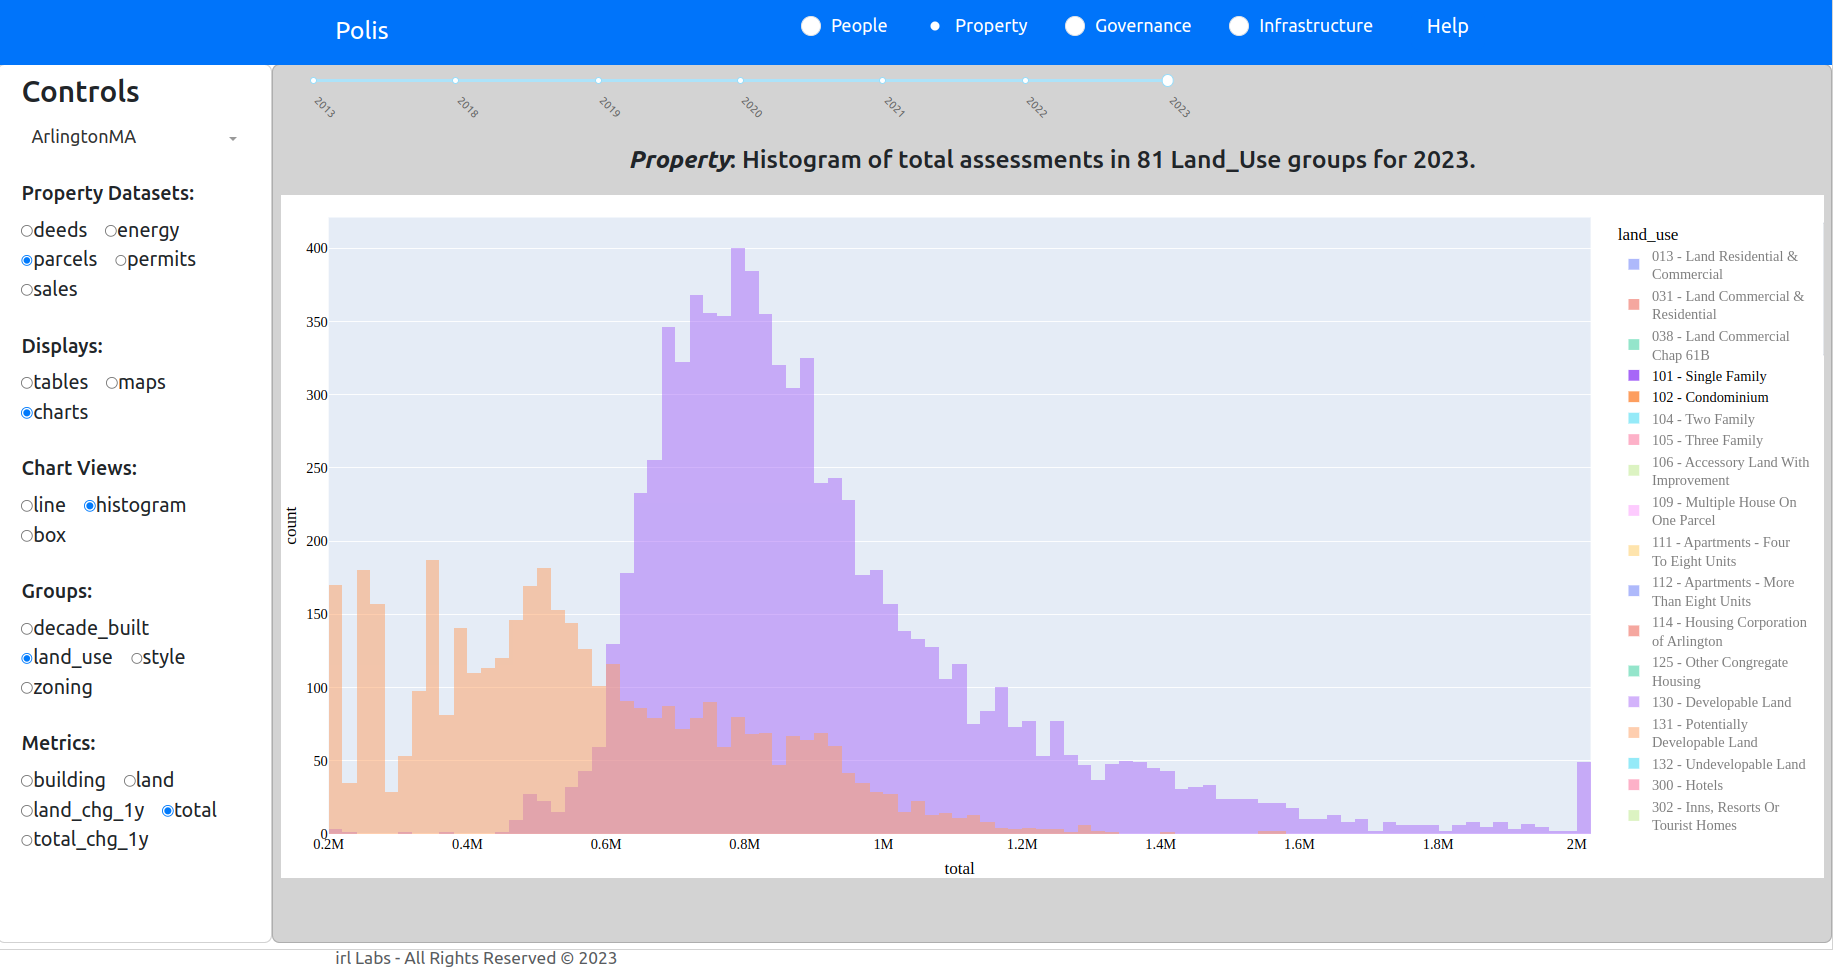 Polis
People
Property
Governance
Infrastructure
Help
Controls
ArlingtonMA
Property Datasets:
deeds energy
parcels permits
sales
Displays:
tables maps
charts
Chart Views:
line histogram
box
Groups:
decade_built
land_use style
zoning
Metrics:
building land
land_chg_1y total
total_chg_1y
2013 2018 2019 2020 2021 2022 2023
Property: Histogram of total assessments in 81 Land_Use groups for 2023.
400
350
300
250
200
150
100
50
0
count
0.2M 0.4M 0.6M 0.8M 1M 1.2M 1.4M 1.6M 1.8M 2M
total
land_use
013 - Land Residential &
Commercial
031 - Land Commercial &
Residential
038 - Land Commercial
Chap 61B
101 - Single Family
102 - Condominium
104 - Two Family
105 - Three Family
106 - Accessory Land With
Improvement
109 - Multiple House On
One Parcel
111 - Apartments - Four
To Eight Units
112 - Apartments - More
Than Eight Units
114 - Housing Corporation
of Arlington
125 - Other Congregate
Housing
130 - Developable Land
131 - Potentially
Developable Land
132 - Undevelopable Land
300 - Hotels
302 - Inns, Resorts Or
Tourist Homes
irl Labs - All Rights Reserved © 2023